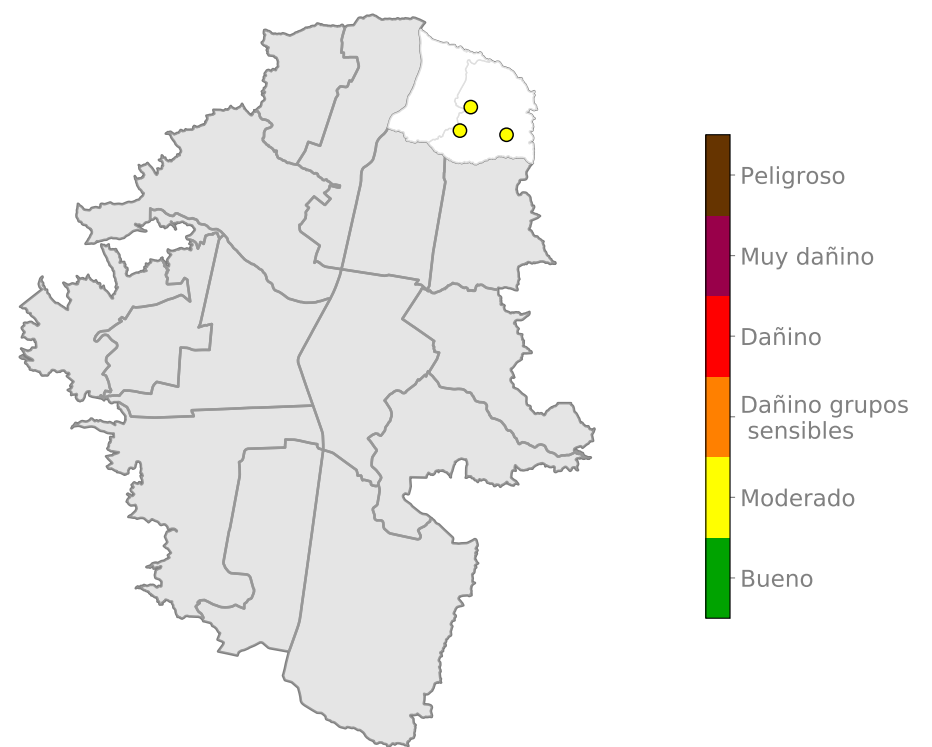 Peligroso
Muy dañino
Dañino
Dañino grupos
sensibles
Moderado
Bueno